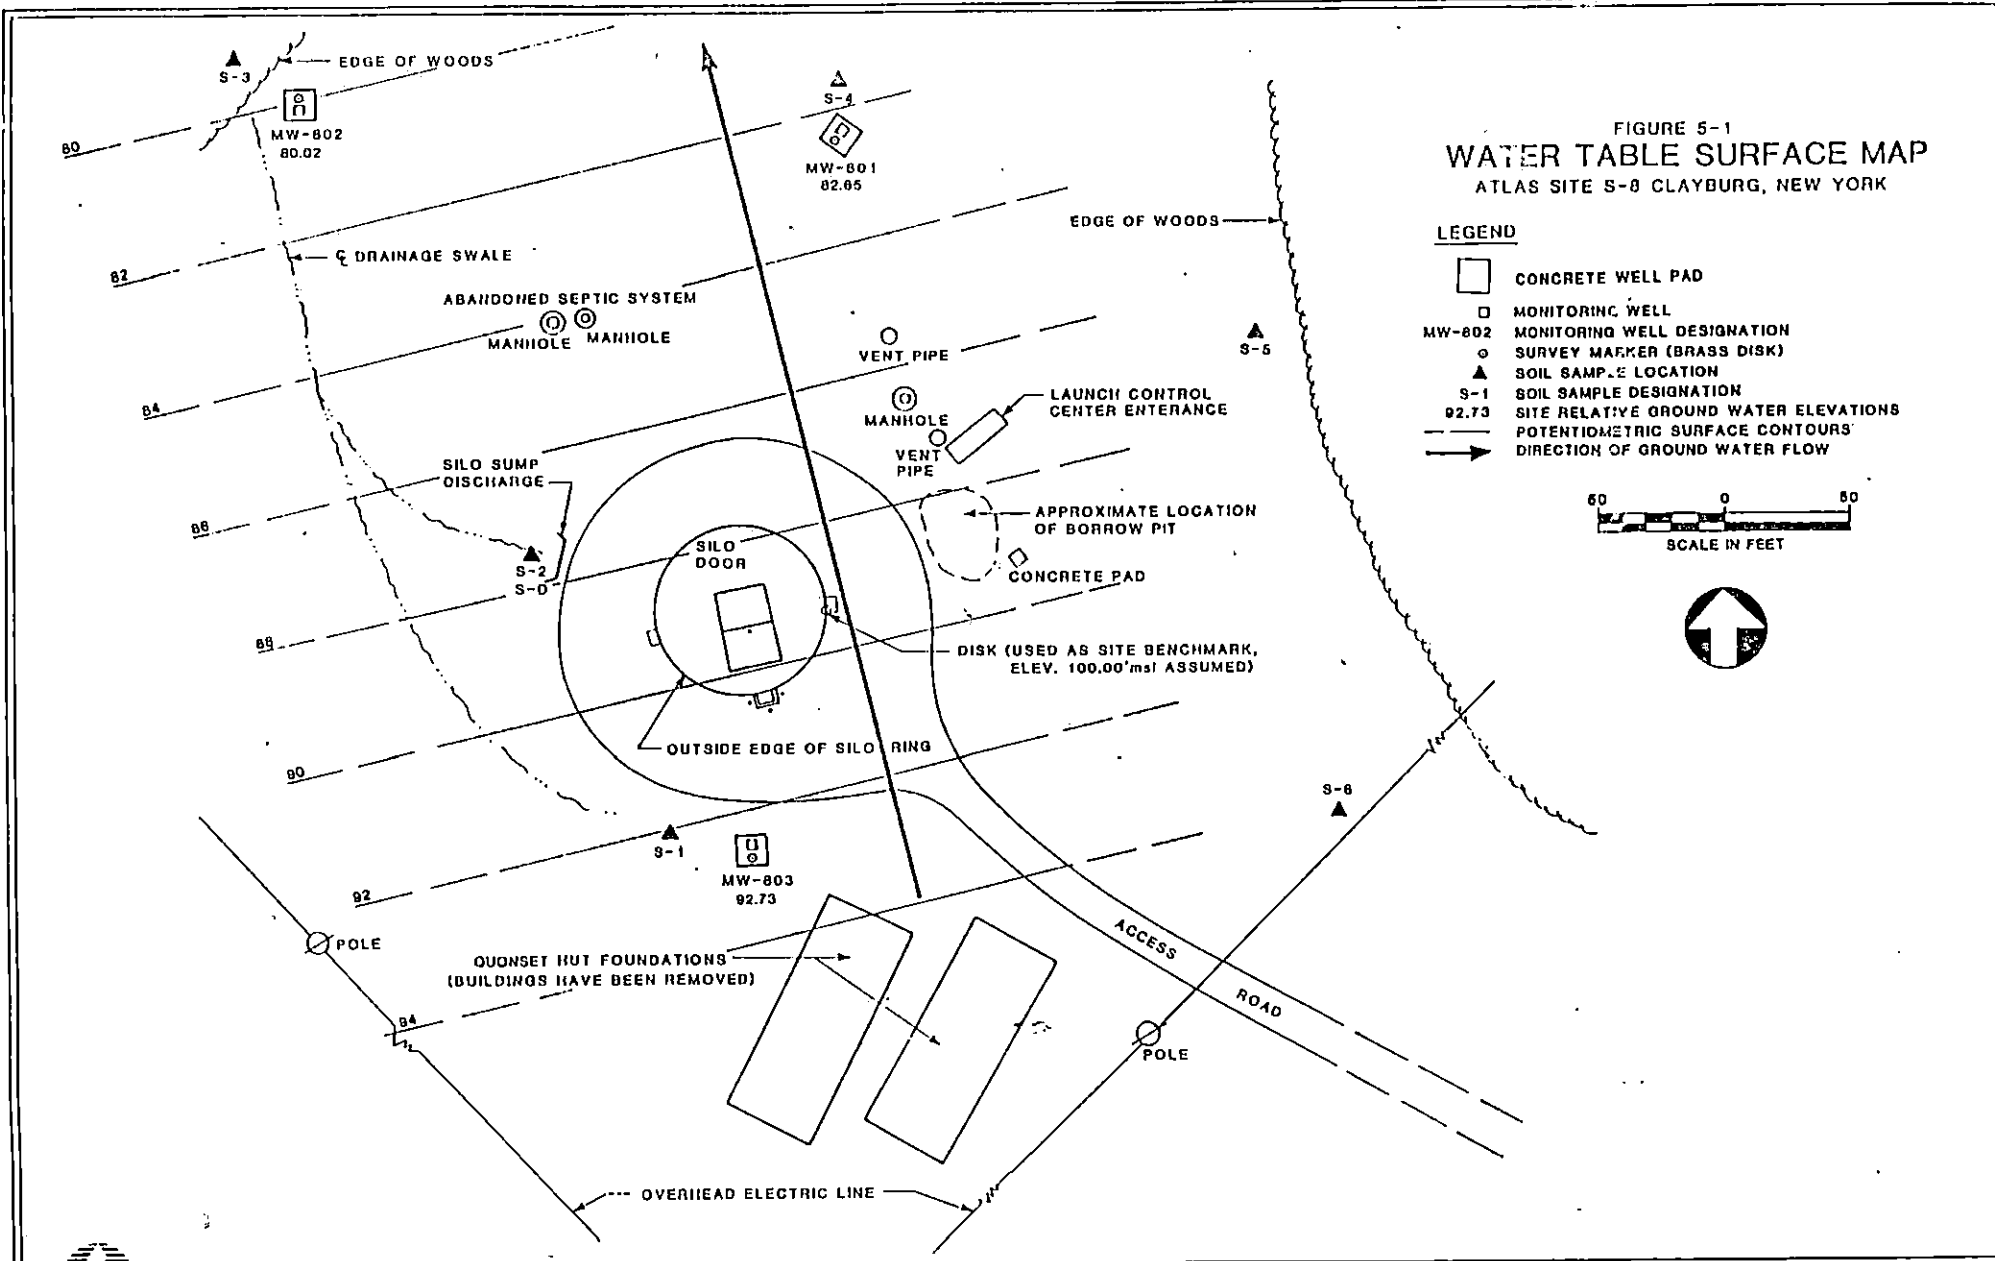 FIGURE 5-1
WATER TABLE SURFACE MAP
ATLAS SITE S-8 CLAYBURG, NEW YORK
LEGEND
CONCRETE WELL PAD
MONITORING WELL
MW-802 MONITORING WELL DESIGNATION
SURVEY MARKER (BRASS DISK)
SOIL SAMPLE LOCATION
S-1 SOIL SAMPLE DESIGNATION
92.73 SITE RELATIVE GROUND WATER ELEVATIONS
POTENTIOMETRIC SURFACE CONTOURS
DIRECTION OF GROUND WATER FLOW
60 0 60
SCALE IN FEET
S-3
EDGE OF WOODS
MW-802
80.02
80
S-4
MW-801
82.65
EDGE OF WOODS
82
℄ DRAINAGE SWALE
ABANDONED SEPTIC SYSTEM
MANHOLE
MANHOLE
VENT PIPE
S-5
84
MANHOLE
LAUNCH CONTROL
CENTER ENTERANCE
VENT
PIPE
SILO SUMP
DISCHARGE
86
APPROXIMATE LOCATION
OF BORROW PIT
SILO
DOOR
S-2
S-D
CONCRETE PAD
88
DISK (USED AS SITE BENCHMARK,
ELEV. 100.00'msl ASSUMED)
OUTSIDE EDGE OF SILO RING
90
S-6
S-1
MW-803
92.73
92
POLE
QUONSET HUT FOUNDATIONS
(BUILDINGS HAVE BEEN REMOVED)
ACCESS
ROAD
94
POLE
OVERHEAD ELECTRIC LINE